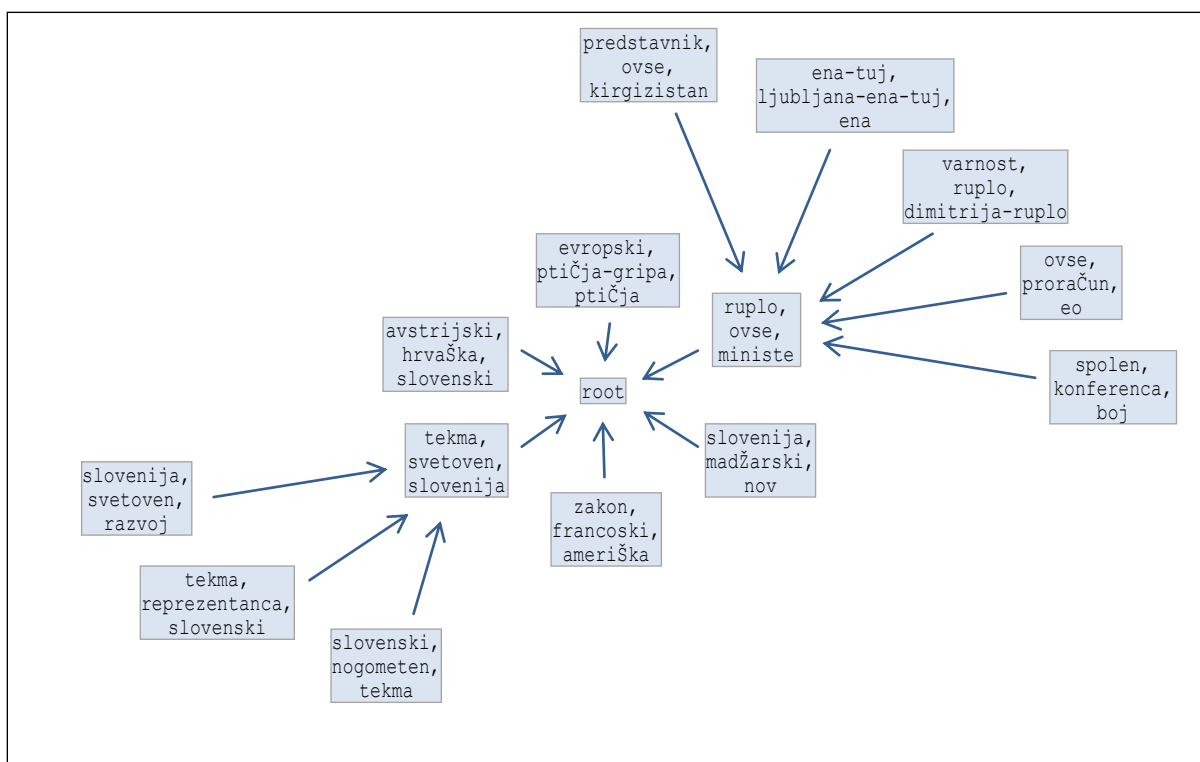 predstavnik,
ovse,
kirgizistan
ena-tuj,
ljubljana-ena-tuj,
ena
varnost,
ruplo,
dimitrija-ruplo
evropski,
ptiČja-gripa,
ptiČja
ovse,
proraČun,
eo
ruplo,
ovse,
ministe
avstrijski,
hrvaŠka,
slovenski
spolen,
konferenca,
boj
root
tekma,
svetoven,
slovenija
slovenija,
madŽarski,
nov
slovenija,
svetoven,
razvoj
zakon,
francoski,
ameriŠka
tekma,
reprezentanca,
slovenski
slovenski,
nogometen,
tekma